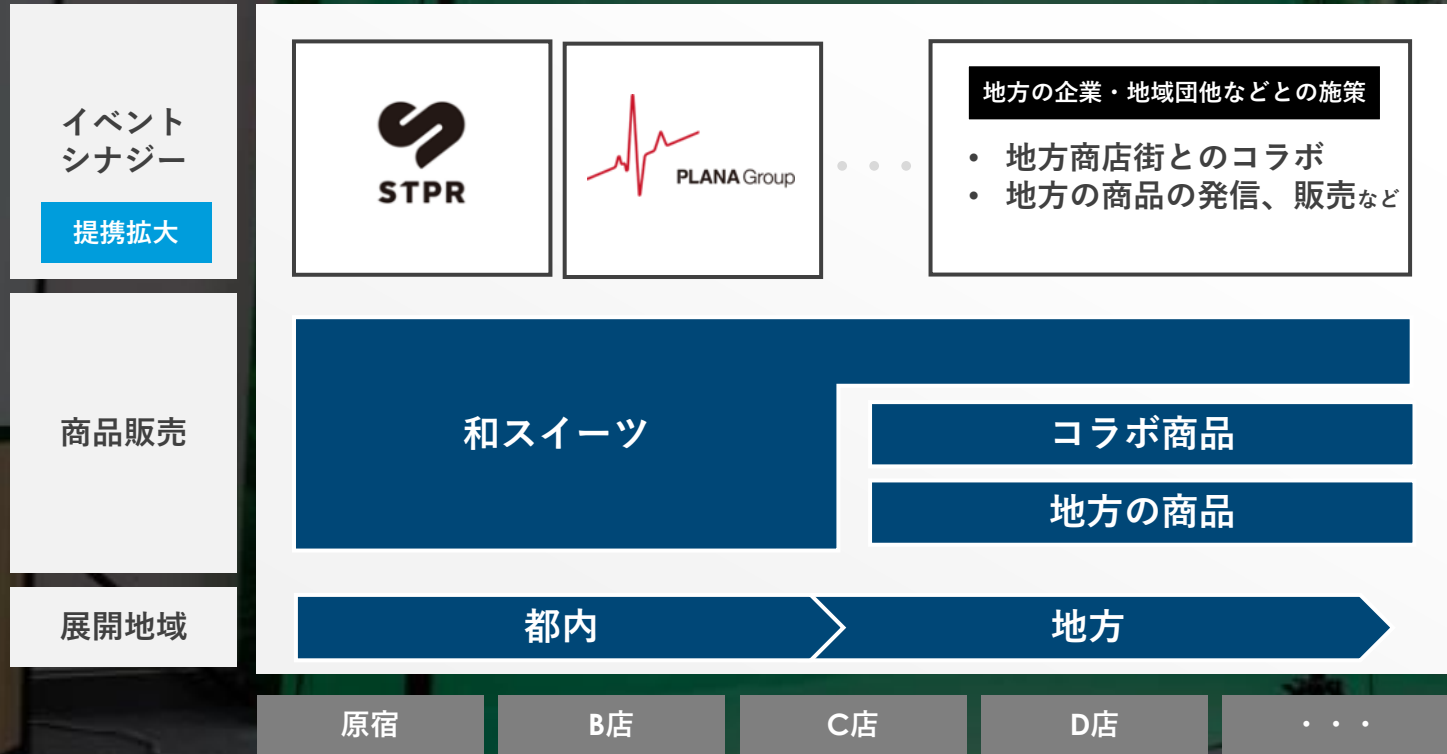 イベント
シナジー
提携拡大
STPR
PLANA Group
・・・
地方の企業・地域団他などとの施策
• 地方商店街とのコラボ
• 地方の商品の発信、販売など
商品販売
和スイーツ
コラボ商品
地方の商品
展開地域
都内
地方
原宿
B店
C店
D店
・・・